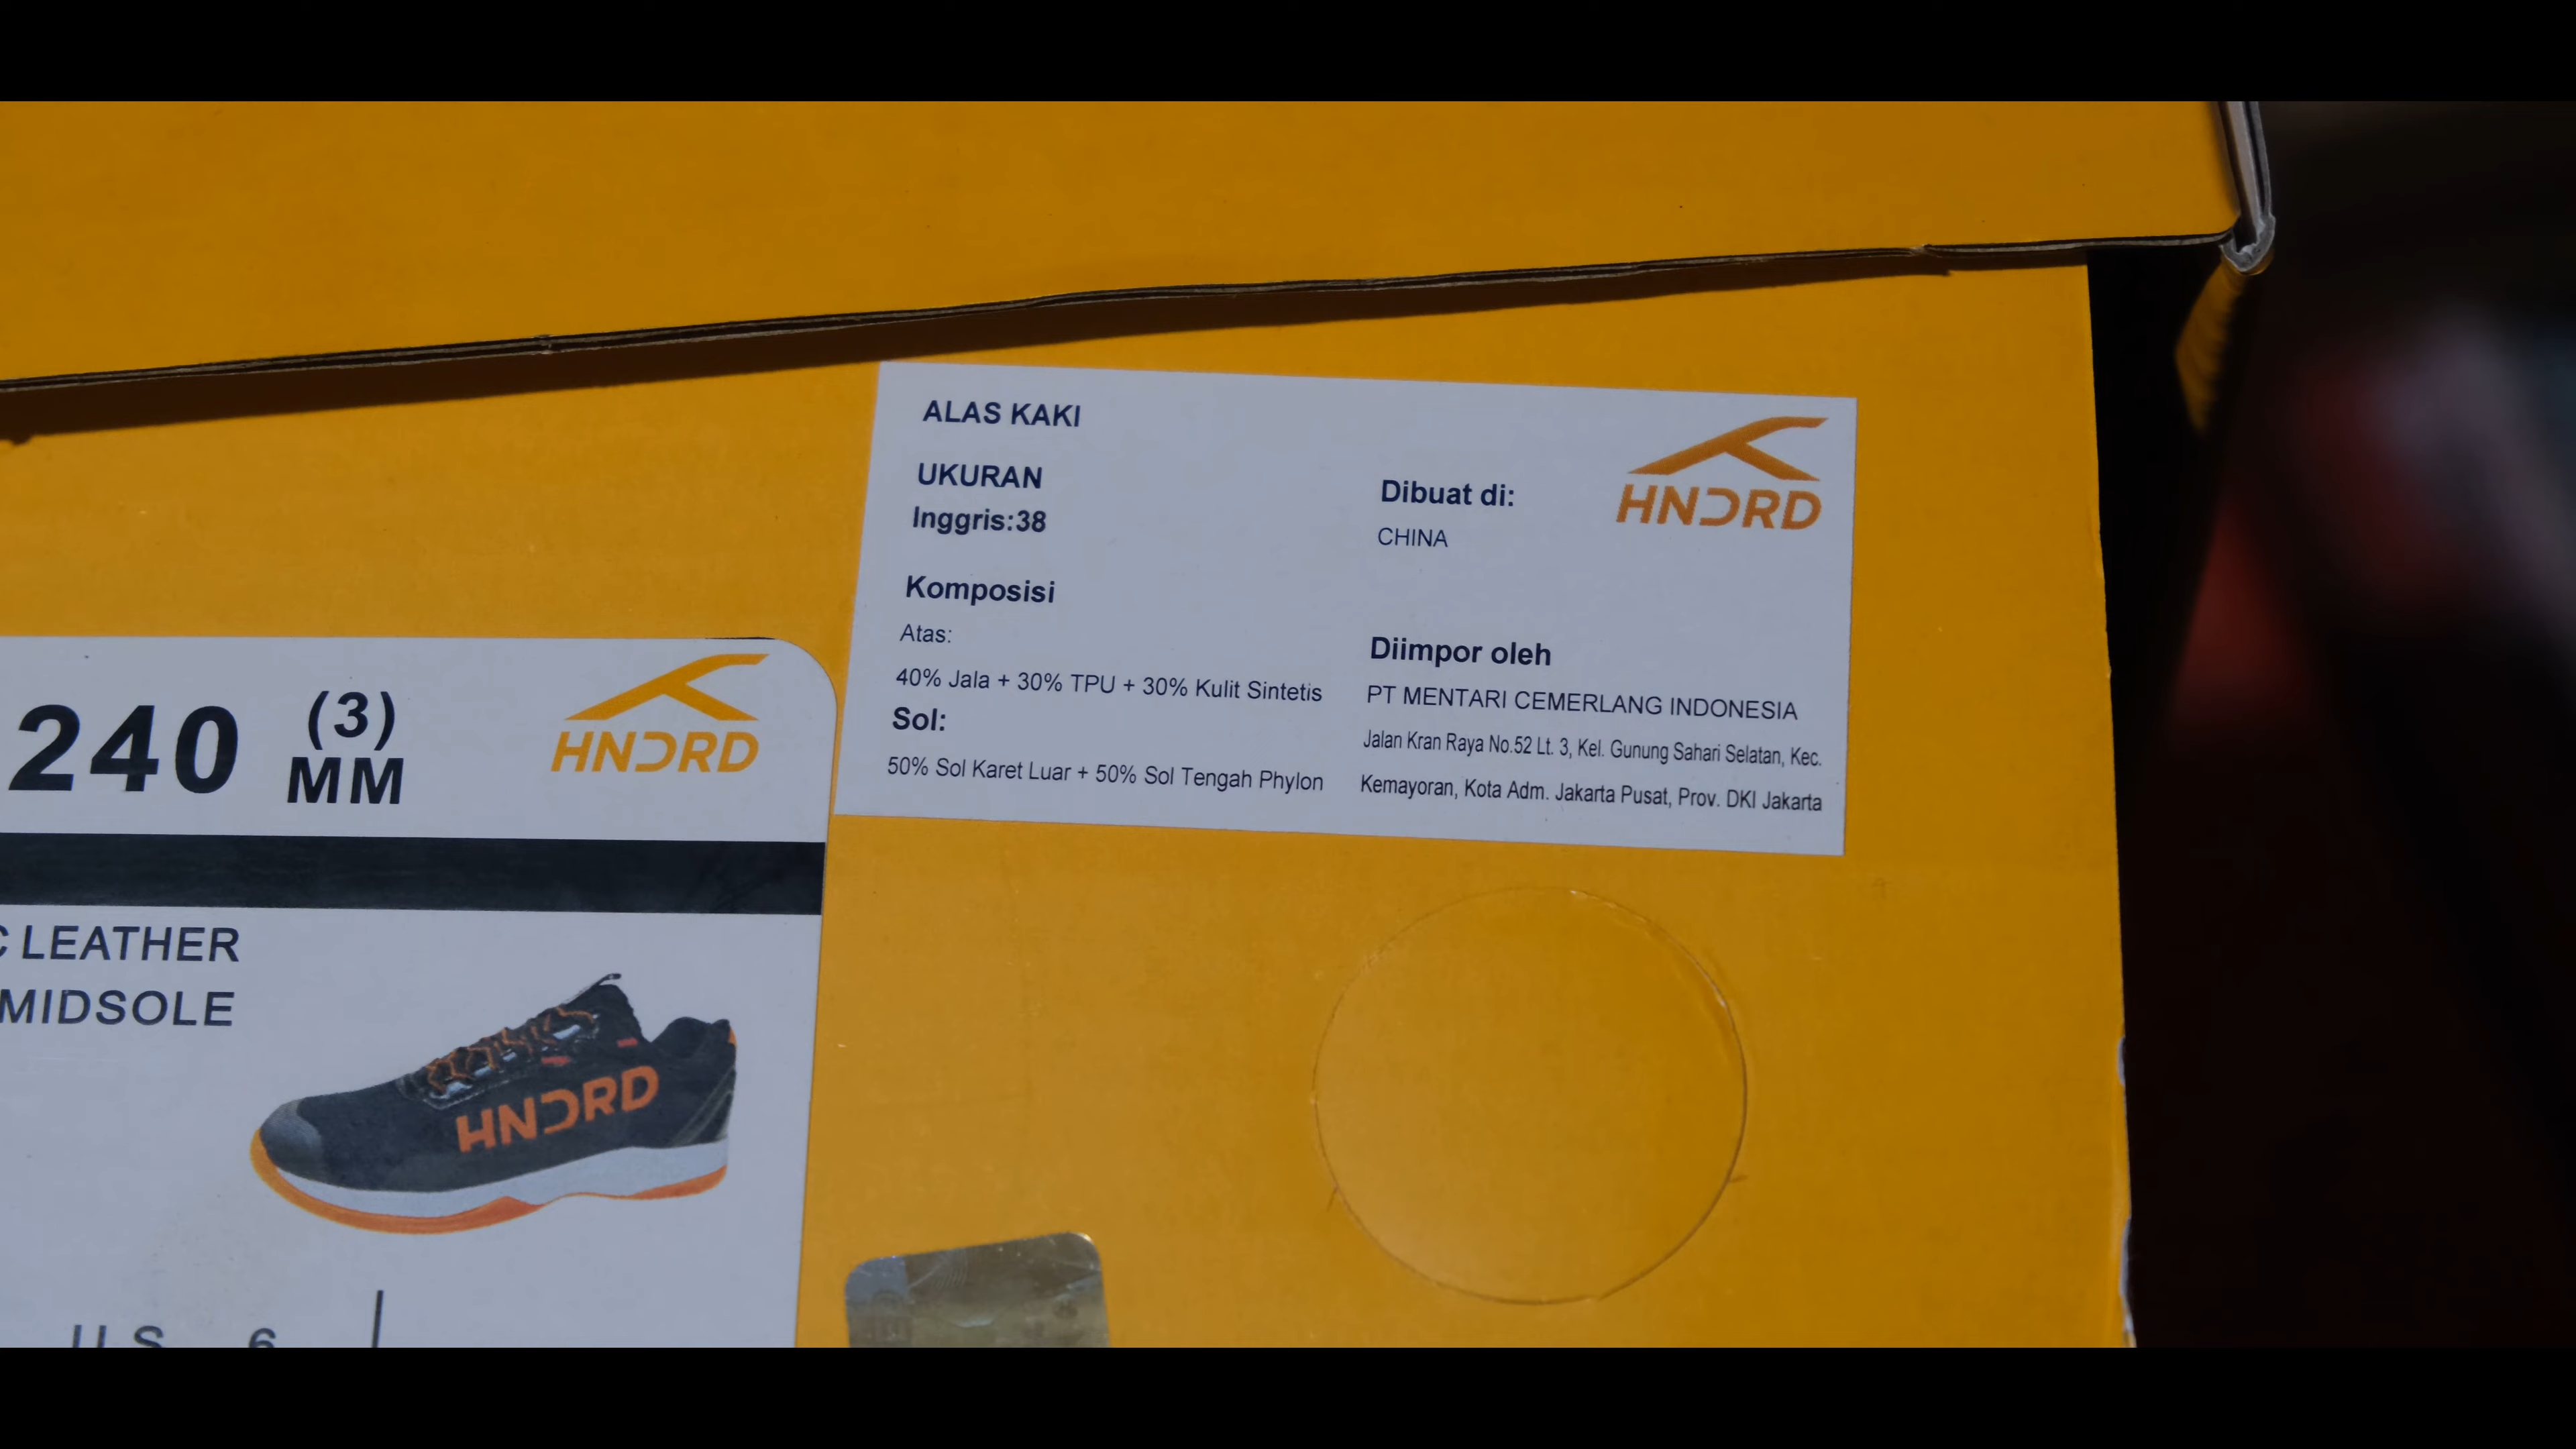 ALAS KAKI
UKURAN
Inggris:38
Komposisi
Atas:
40% Jala + 30% TPU + 30% Kulit Sintetis
Sol:
50% Sol Karet Luar + 50% Sol Tengah Phylon
HNDRD
Dibuat di:
CHINA
Diimpor oleh
PT MENTARI CEMERLANG INDONESIA
Jalan Kran Raya No.52 Lt. 3, Kel. Gunung Sahari Selatan, Kec.
Kemayoran, Kota Adm. Jakarta Pusat, Prov. DKI Jakarta
240 (3) MM
HNDRD
C LEATHER
MIDSOLE
HNDRD
US 6